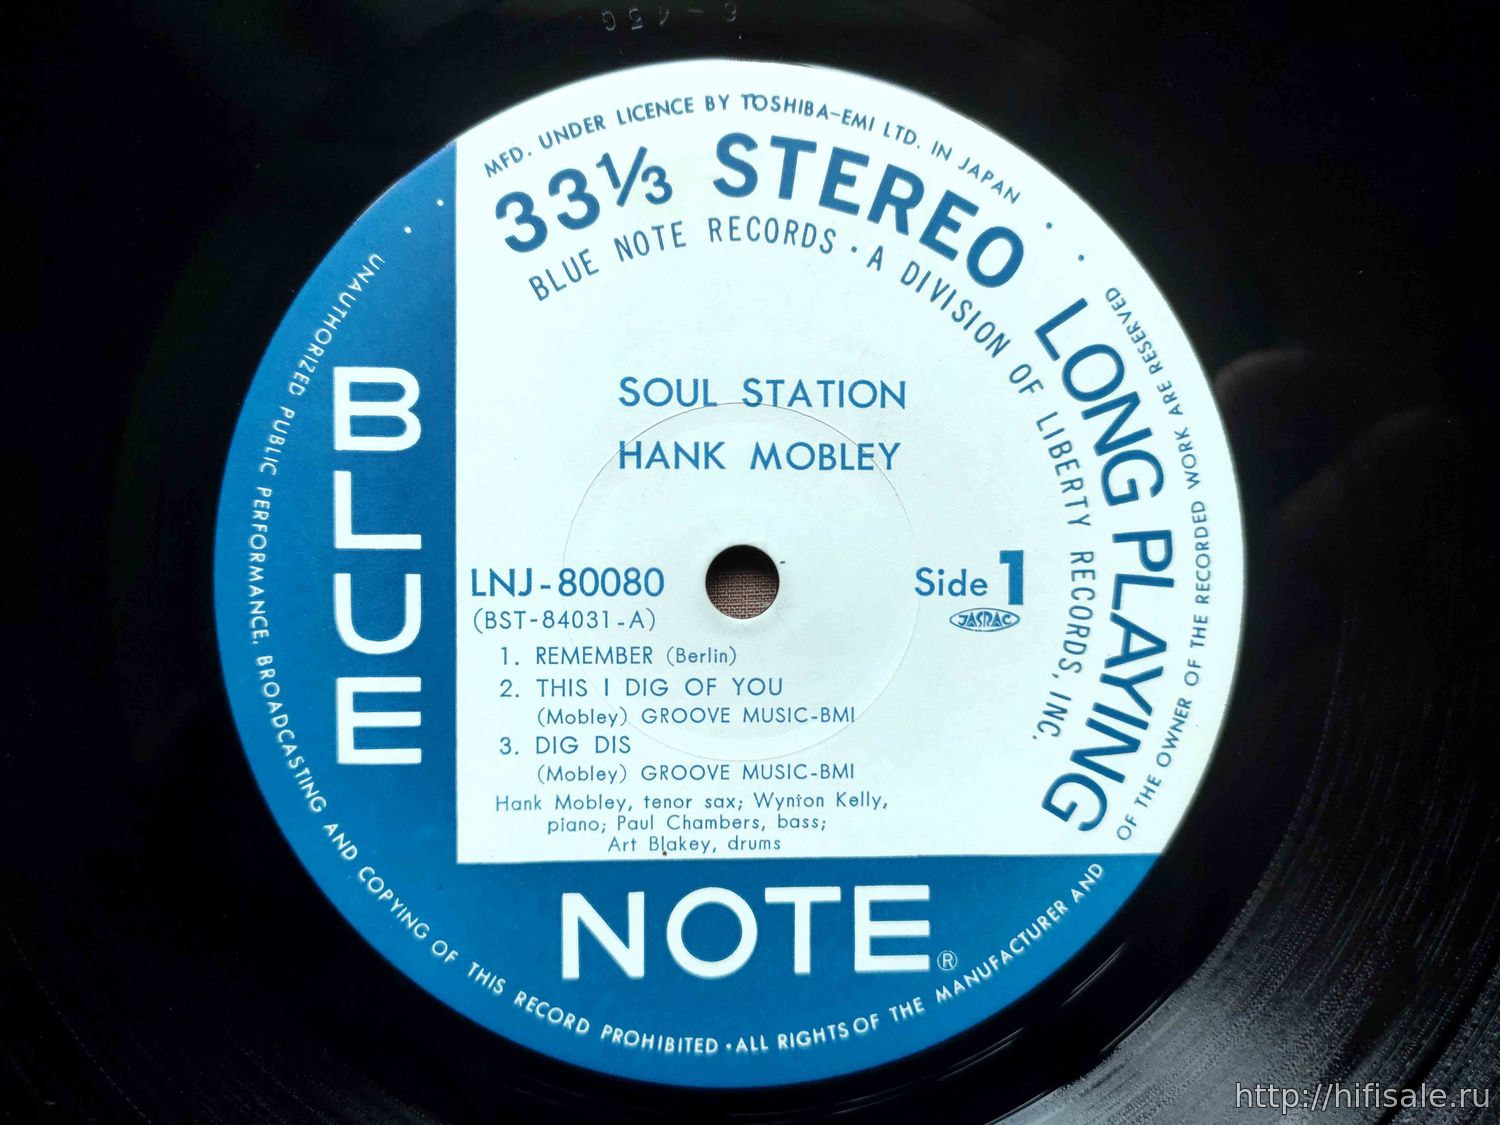 MFD. UNDER LICENCE BY TOSHIBA-EMI LTD. IN JAPAN
33⅓ STEREO LONG PLAYING
BLUE NOTE RECORDS · A DIVISION OF LIBERTY RECORDS, INC.
SOUL STATION
HANK MOBLEY
LNJ-80080
(BST-84031-A)
Side 1
JASRAC
1. REMEMBER (Berlin)
2. THIS I DIG OF YOU
(Mobley) GROOVE MUSIC-BMI
3. DIG DIS
(Mobley) GROOVE MUSIC-BMI
Hank Mobley, tenor sax; Wynton Kelly,
piano; Paul Chambers, bass;
Art Blakey, drums
BLUE
NOTE ®
UNAUTHORIZED PUBLIC PERFORMANCE, BROADCASTING AND COPYING OF THIS RECORD PROHIBITED · ALL RIGHTS OF THE MANUFACTURER AND OF THE OWNER OF THE RECORDED WORK ARE RESERVED
http://hifisale.ru